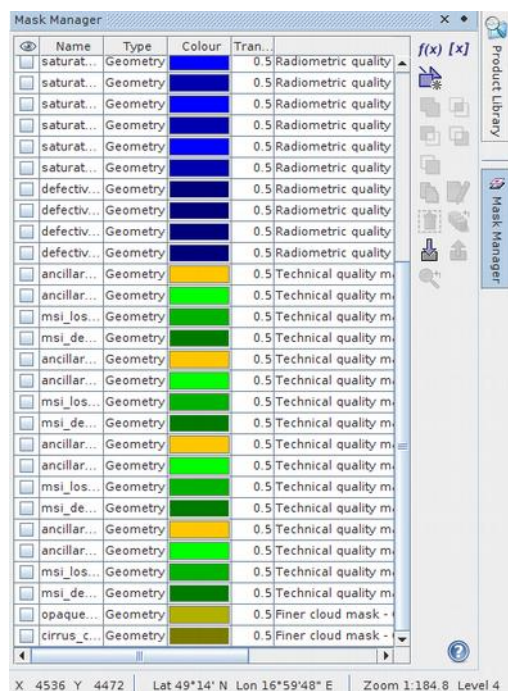 Mask Manager
Name Type Colour Tran...
f(x) [x]
saturat... Geometry 0.5 Radiometric quality
saturat... Geometry 0.5 Radiometric quality
saturat... Geometry 0.5 Radiometric quality
saturat... Geometry 0.5 Radiometric quality
saturat... Geometry 0.5 Radiometric quality
saturat... Geometry 0.5 Radiometric quality
defectiv... Geometry 0.5 Radiometric quality
defectiv... Geometry 0.5 Radiometric quality
defectiv... Geometry 0.5 Radiometric quality
defectiv... Geometry 0.5 Radiometric quality
ancillar... Geometry 0.5 Technical quality m
ancillar... Geometry 0.5 Technical quality m
msi_los... Geometry 0.5 Technical quality m
msi_de... Geometry 0.5 Technical quality m
ancillar... Geometry 0.5 Technical quality m
ancillar... Geometry 0.5 Technical quality m
msi_los... Geometry 0.5 Technical quality m
msi_de... Geometry 0.5 Technical quality m
ancillar... Geometry 0.5 Technical quality m
ancillar... Geometry 0.5 Technical quality m
msi_los... Geometry 0.5 Technical quality m
msi_de... Geometry 0.5 Technical quality m
ancillar... Geometry 0.5 Technical quality m
ancillar... Geometry 0.5 Technical quality m
msi_los... Geometry 0.5 Technical quality m
msi_de... Geometry 0.5 Technical quality m
opaque... Geometry 0.5 Finer cloud mask -
cirrus_c... Geometry 0.5 Finer cloud mask -
Product Library
Mask Manager
X 4536 Y 4472 Lat 49°14' N Lon 16°59'48" E Zoom 1:184.8 Level 4